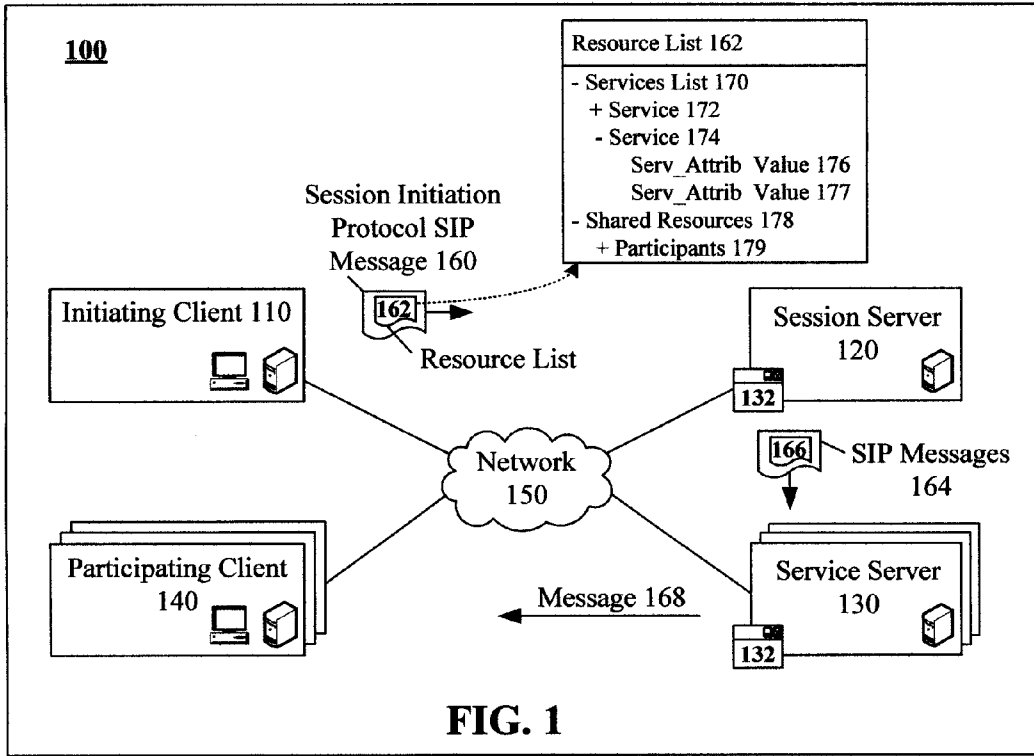 100
Resource List 162
- Services List 170
+ Service 172
- Service 174
Serv_Attrib Value 176
Serv_Attrib Value 177
- Shared Resources 178
+ Participants 179
Session Initiation
Protocol SIP
Message 160
162
Resource List
Initiating Client 110
Session Server
120
132
166
SIP Messages
164
Network
150
Participating Client
140
Message 168
Service Server
130
132
FIG. 1